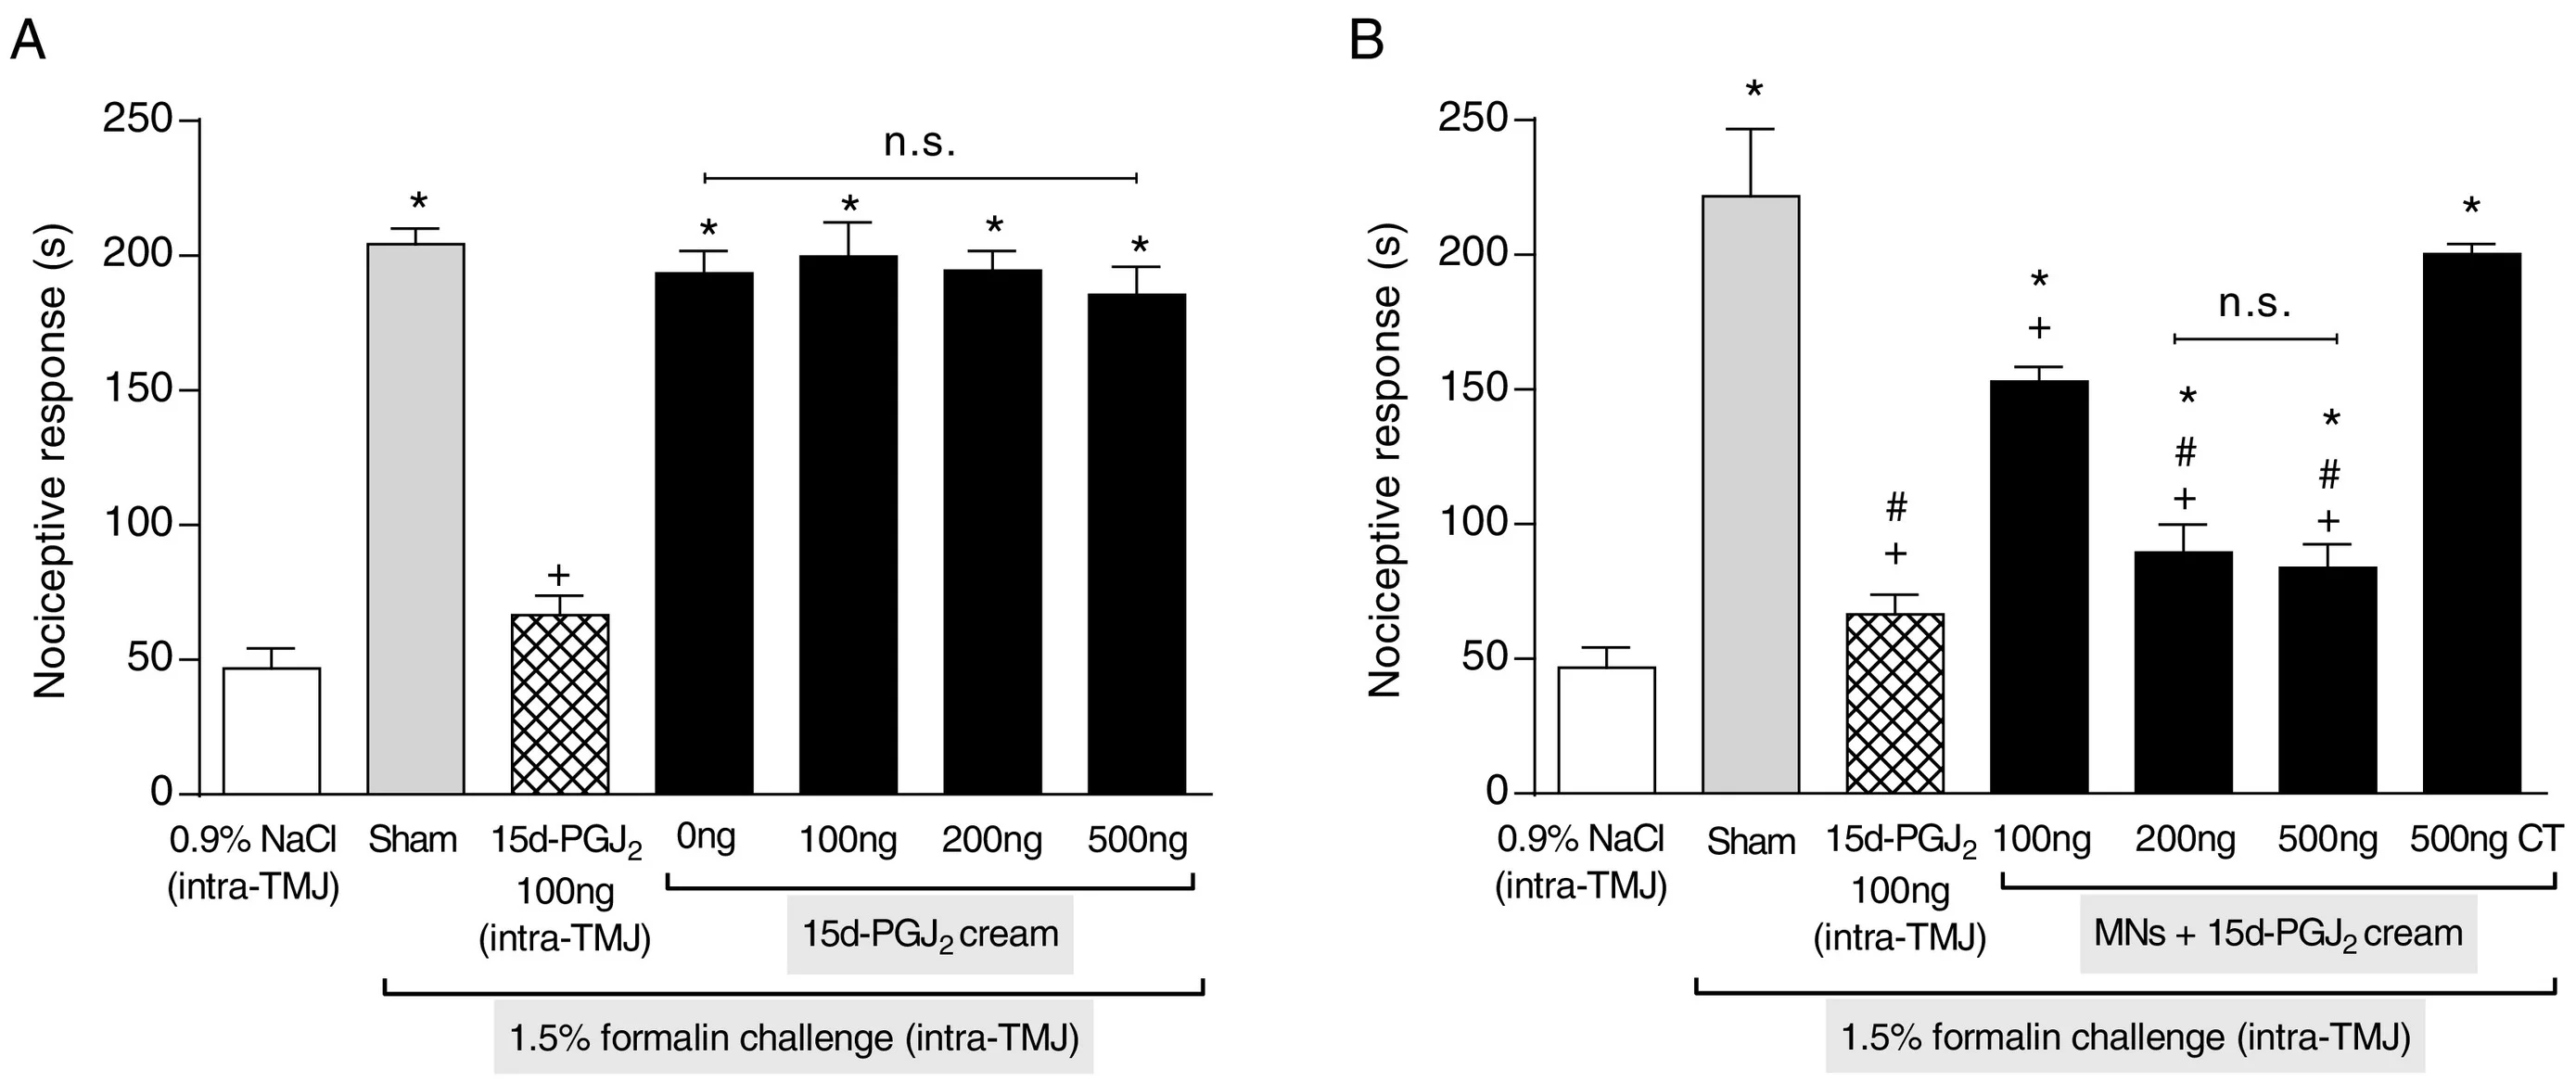 A
Nociceptive response (s)
250
200
150
100
50
0
n.s.
*
+
*
*
*
*
0.9% NaCl
(intra-TMJ)
Sham
15d-PGJ₂
100ng
(intra-TMJ)
0ng
100ng
200ng
500ng
15d-PGJ₂ cream
1.5% formalin challenge (intra-TMJ)
B
Nociceptive response (s)
250
200
150
100
50
0
*
#
+
*
+
n.s.
*
#
+
*
#
+
*
0.9% NaCl
(intra-TMJ)
Sham
15d-PGJ₂
100ng
(intra-TMJ)
100ng
200ng
500ng
500ng CT
MNs + 15d-PGJ₂ cream
1.5% formalin challenge (intra-TMJ)